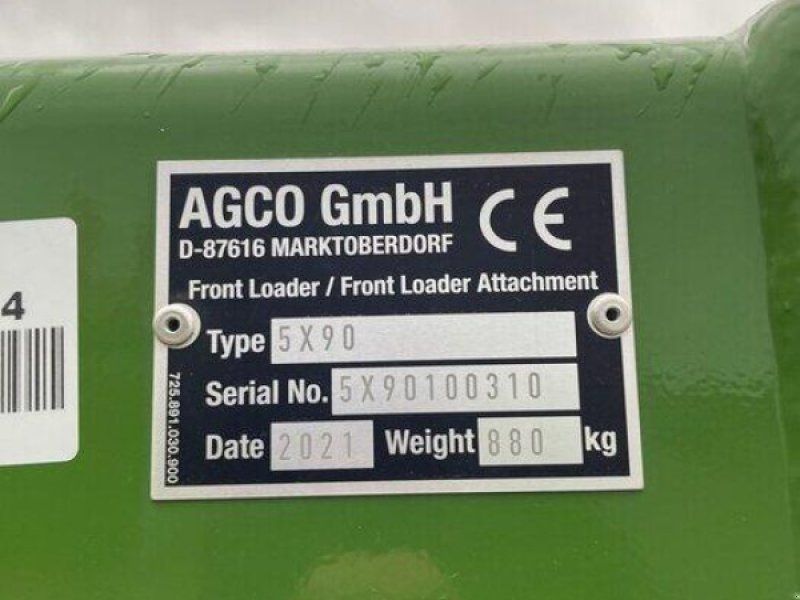 AGCO GmbH CE
D-87616 MARKTOBERDORF
Front Loader / Front Loader Attachment
Type 5X90
Serial No. 5X90100310
Date 2021 Weight 880 kg
725.891.030.900
4